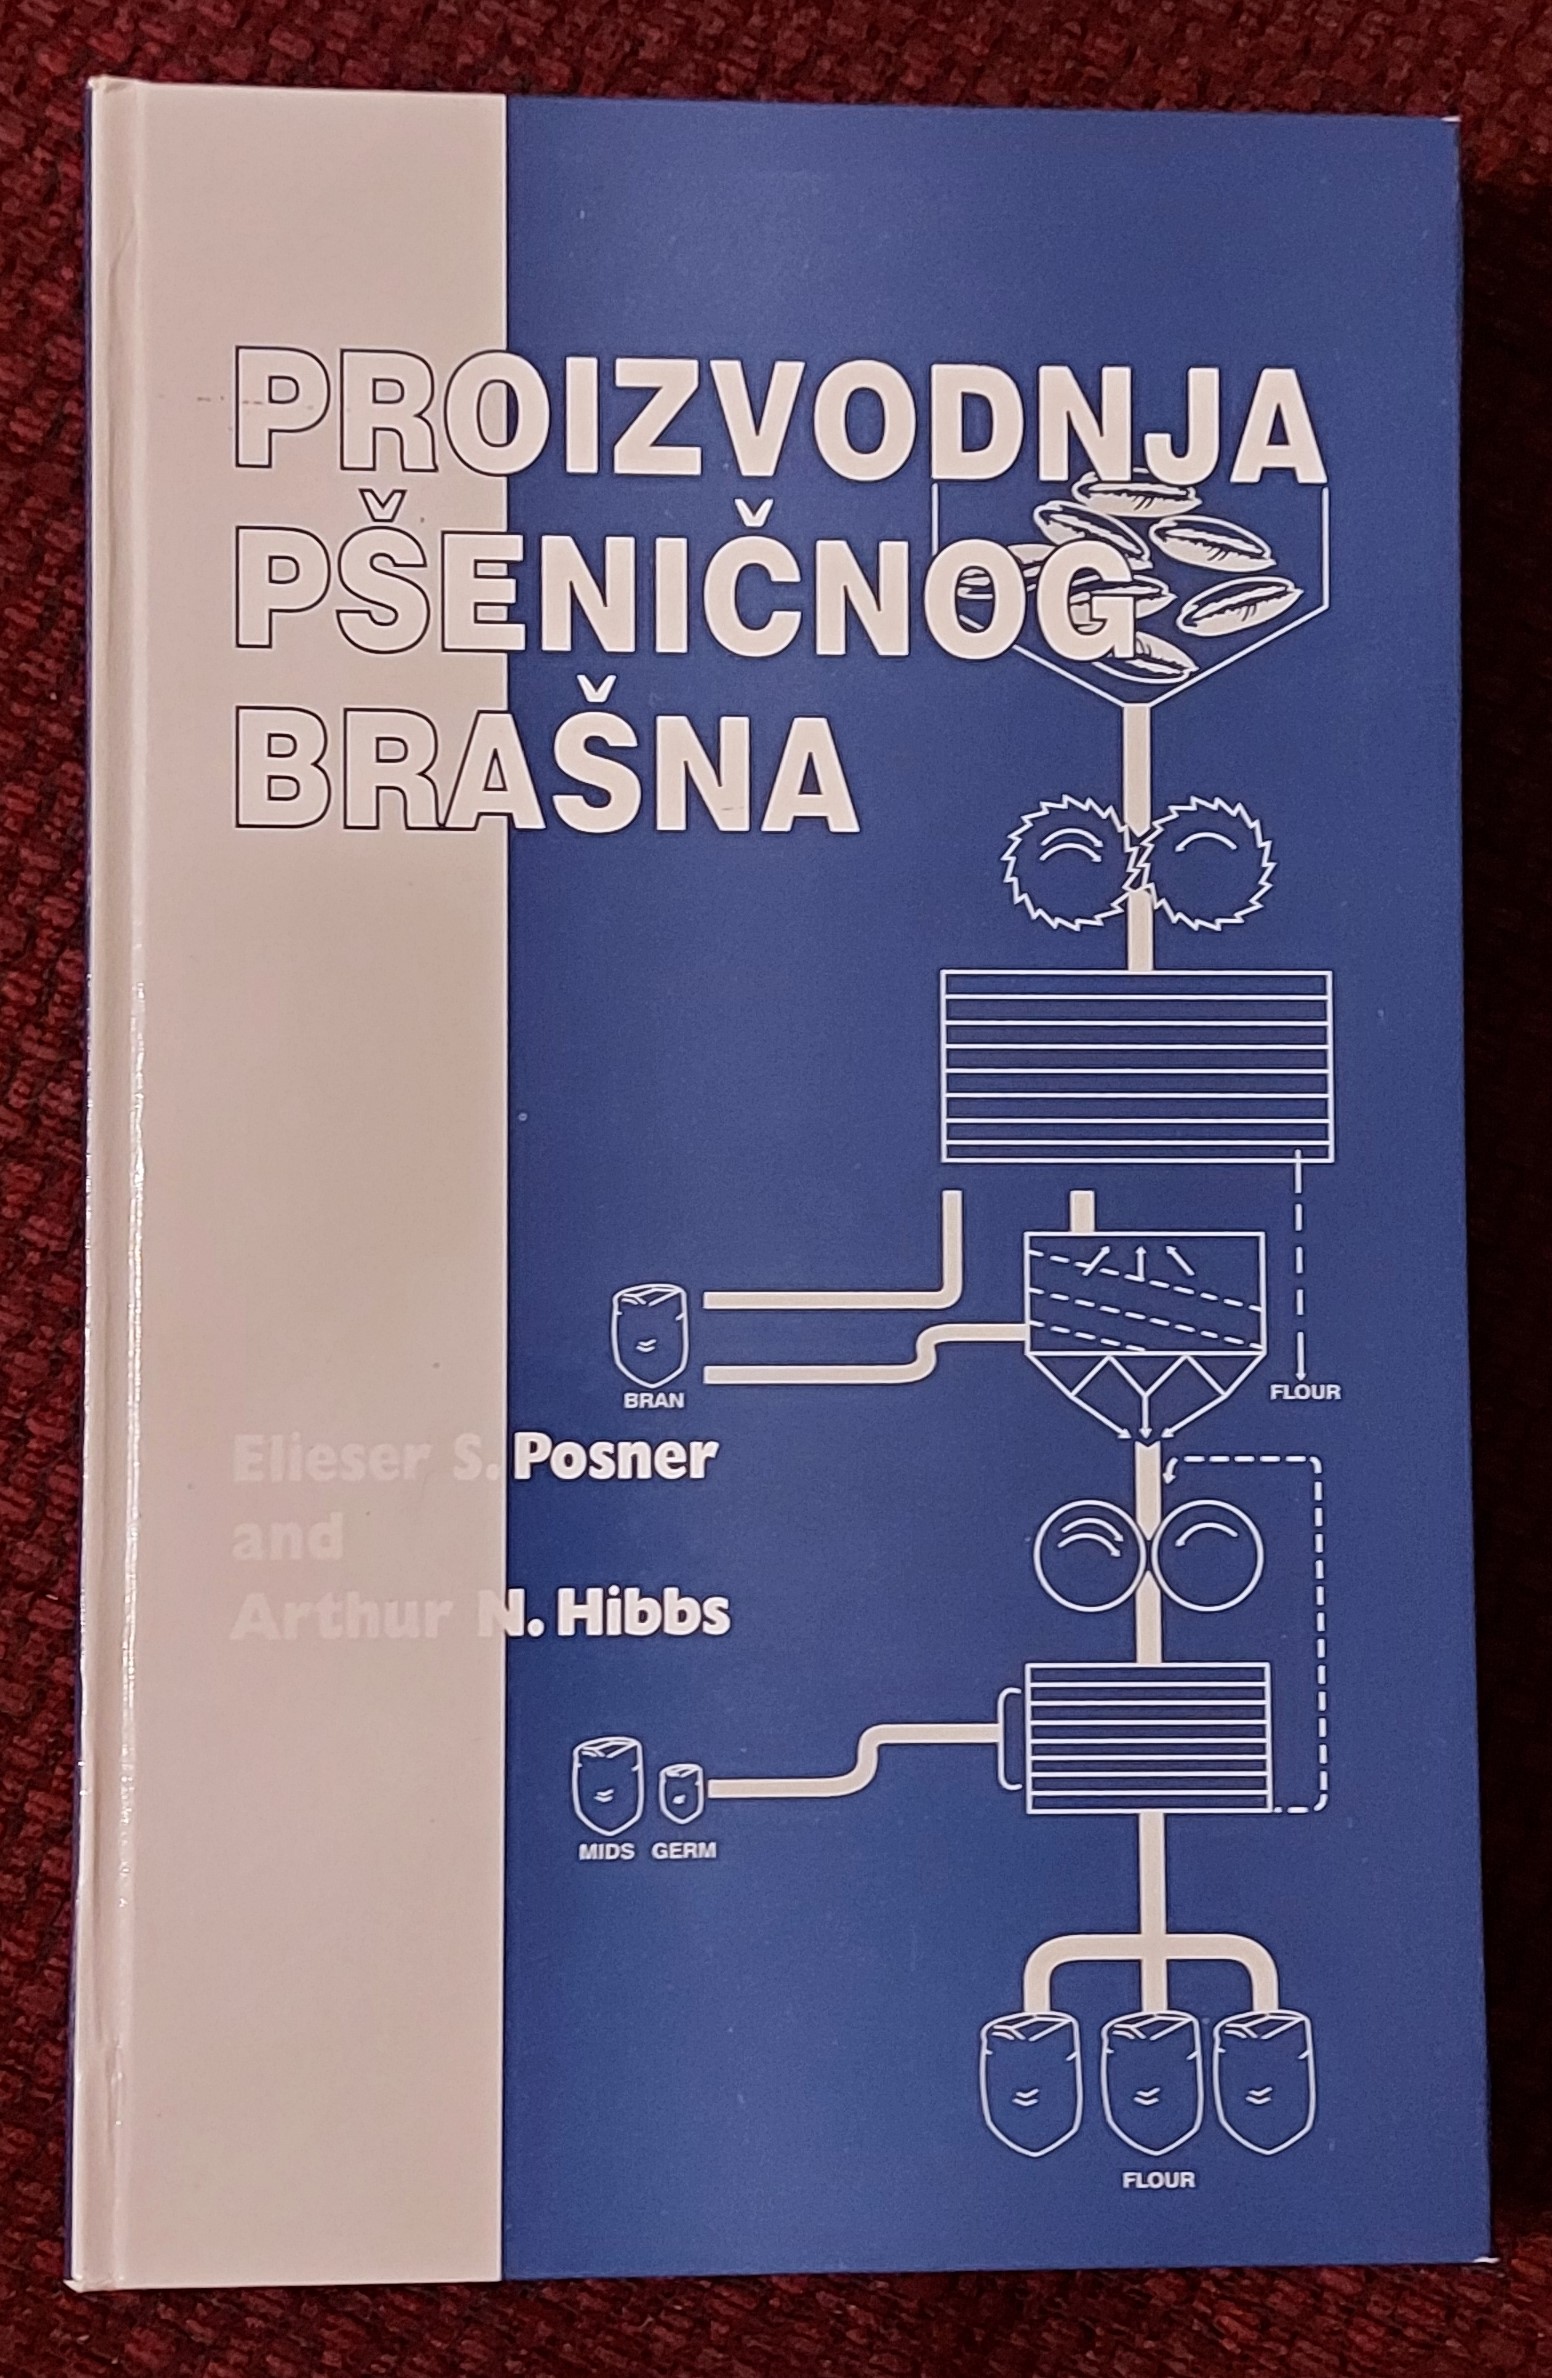 PROIZVODNJA
PŠENIČNOG
BRAŠNA
BRAN
FLOUR
Elieser S. Posner
and
Arthur N. Hibbs
MIDS GERM
FLOUR